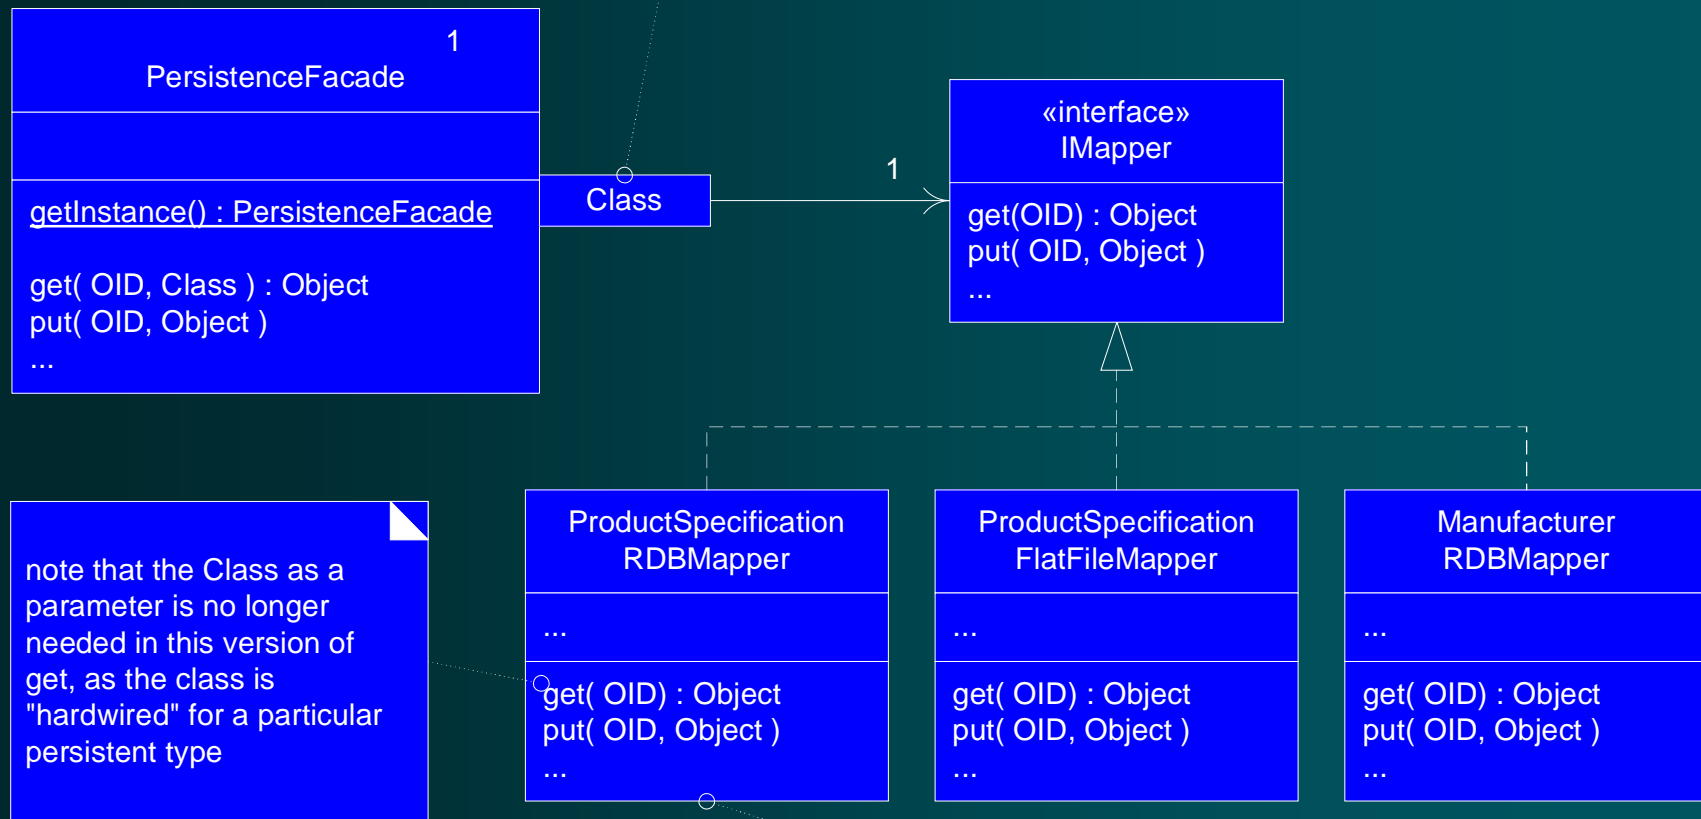 1
PersistenceFacade
getInstance() : PersistenceFacade
get( OID, Class ) : Object
put( OID, Object )
...
Class
1
«interface»
IMapper
get(OID) : Object
put( OID, Object )
...
note that the Class as a
parameter is no longer
needed in this version of
get, as the class is
"hardwired" for a particular
persistent type
ProductSpecification
RDBMapper
...
get( OID) : Object
put( OID, Object )
...
ProductSpecification
FlatFileMapper
...
get( OID) : Object
put( OID, Object )
...
Manufacturer
RDBMapper
...
get( OID) : Object
put( OID, Object )
...